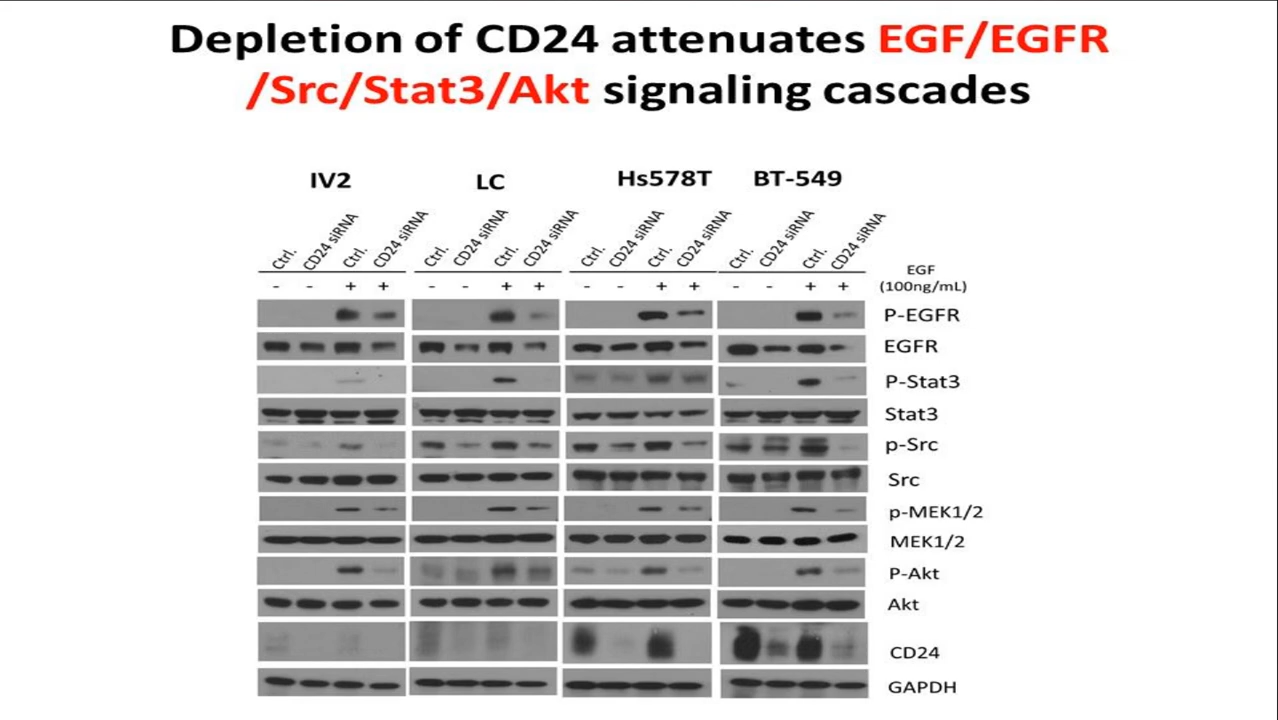 Depletion of CD24 attenuates EGF/EGFR
/Src/Stat3/Akt signaling cascades
IV2 LC Hs578T BT-549
Ctrl. CD24 siRNA Ctrl. CD24 siRNA Ctrl. CD24 siRNA Ctrl. CD24 siRNA Ctrl. CD24 siRNA Ctrl. CD24 siRNA Ctrl. CD24 siRNA Ctrl. CD24 siRNA
EGF
- - + + - - + + - - + + - - + + (100ng/mL)
P-EGFR
EGFR
P-Stat3
Stat3
p-Src
Src
p-MEK1/2
MEK1/2
P-Akt
Akt
CD24
GAPDH